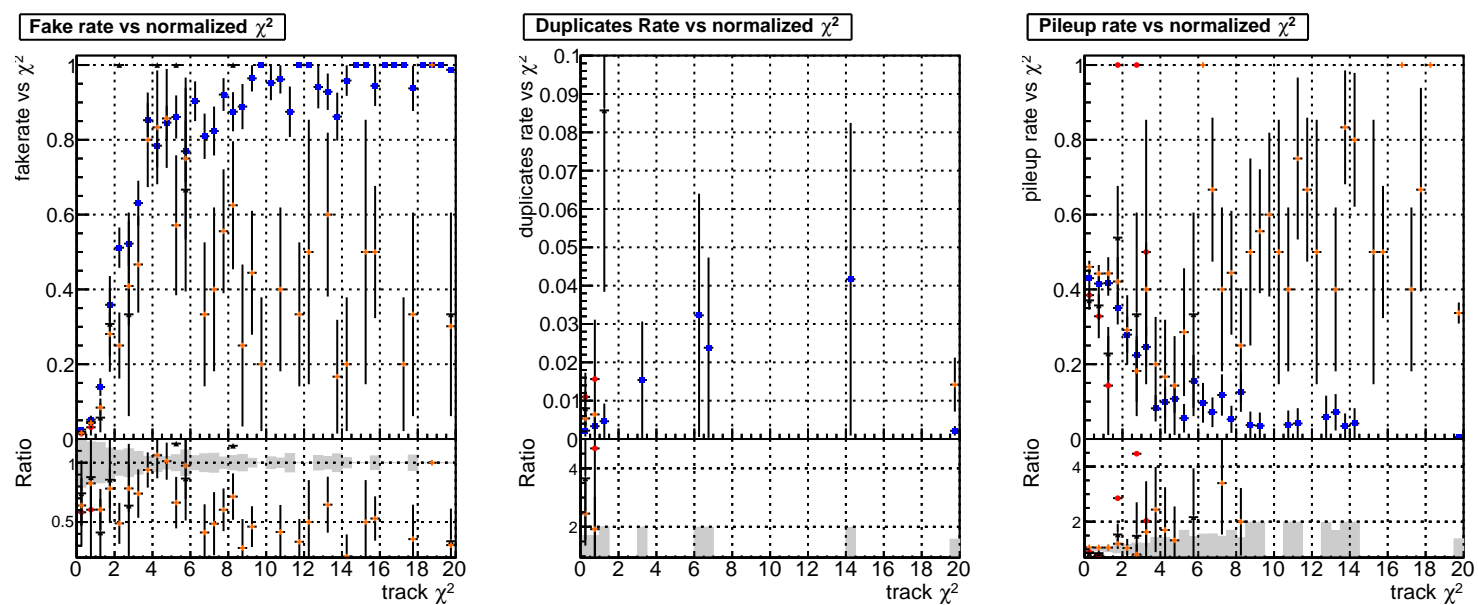 Fake rate vs normalized χ²
fakerate vs χ²
1
0.8
0.6
0.4
0.2
0
Ratio
1
0.5
0 2 4 6 8 10 12 14 16 18 20
track χ²
Duplicates Rate vs normalized χ²
duplicates rate vs χ²
0.1
0.09
0.08
0.07
0.06
0.05
0.04
0.03
0.02
0.01
0
Ratio
4
2
0 2 4 6 8 10 12 14 16 18 20
track χ²
Pileup rate vs normalized χ²
pileup rate vs χ²
1
0.8
0.6
0.4
0.2
0
Ratio
4
2
0 2 4 6 8 10 12 14 16 18 20
track χ²